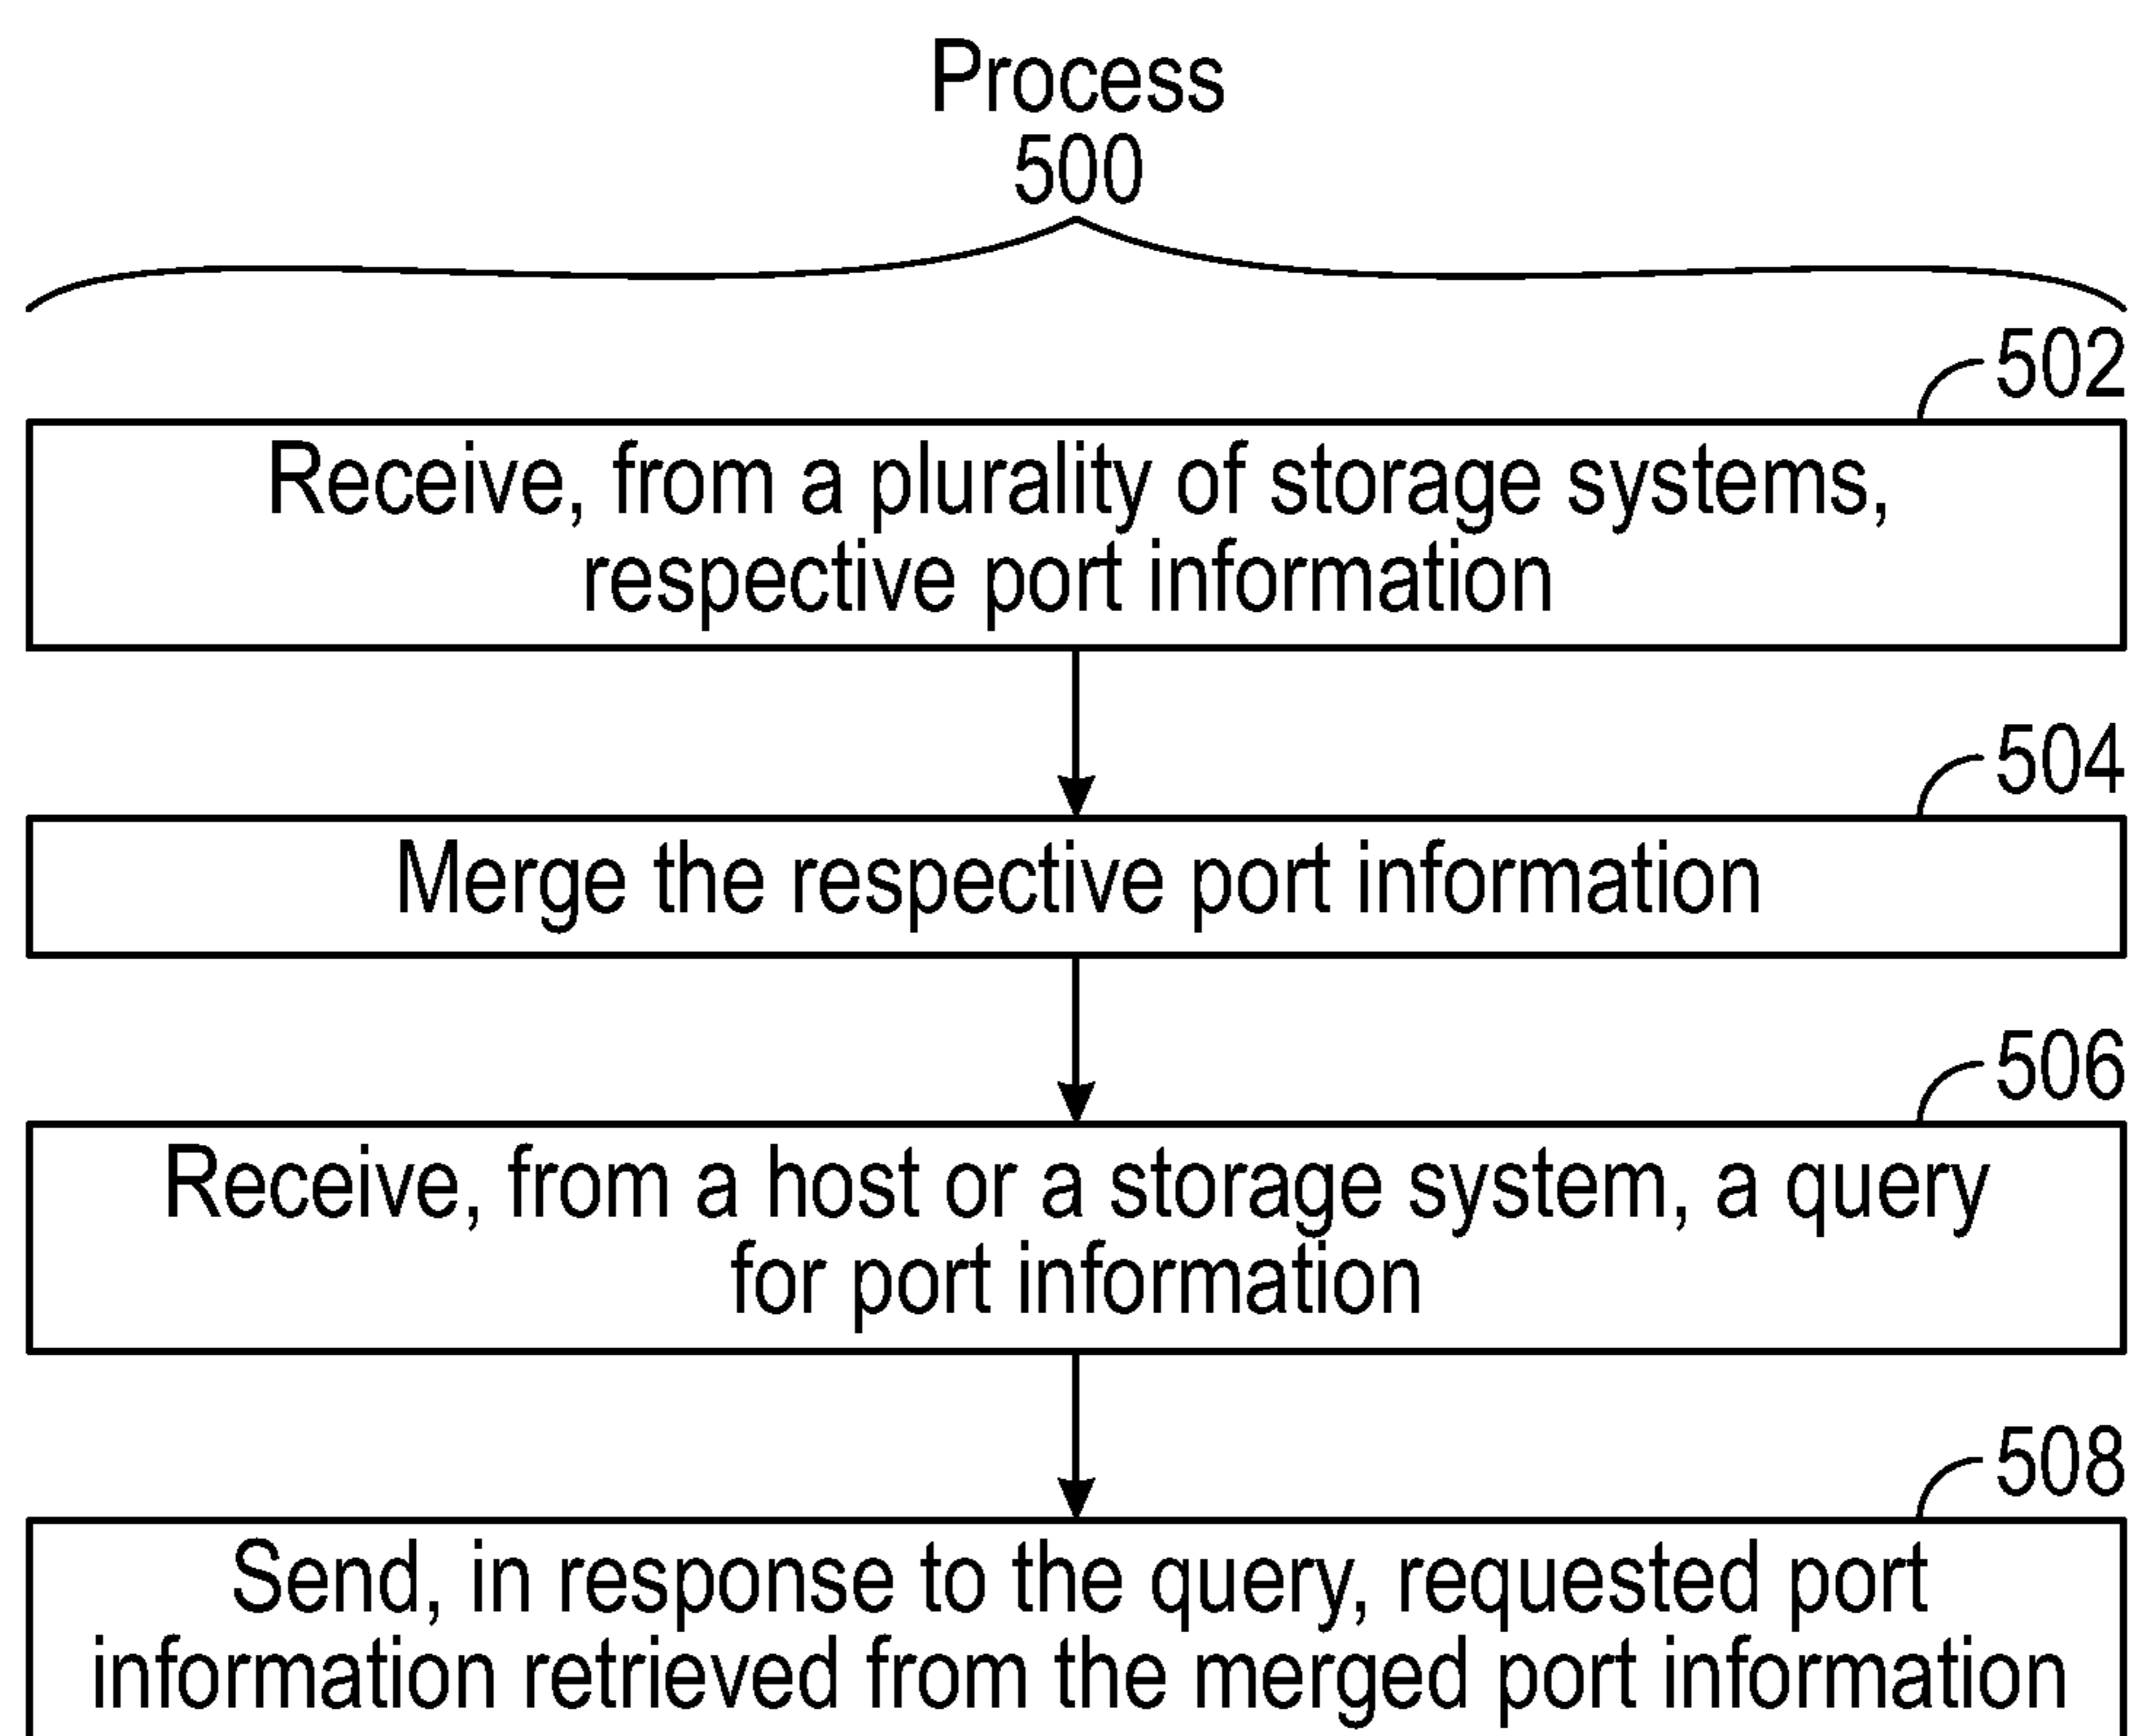 Process
500
502
Receive, from a plurality of storage systems,
respective port information
504
Merge the respective port information
506
Receive, from a host or a storage system, a query
for port information
508
Send, in response to the query, requested port
information retrieved from the merged port information